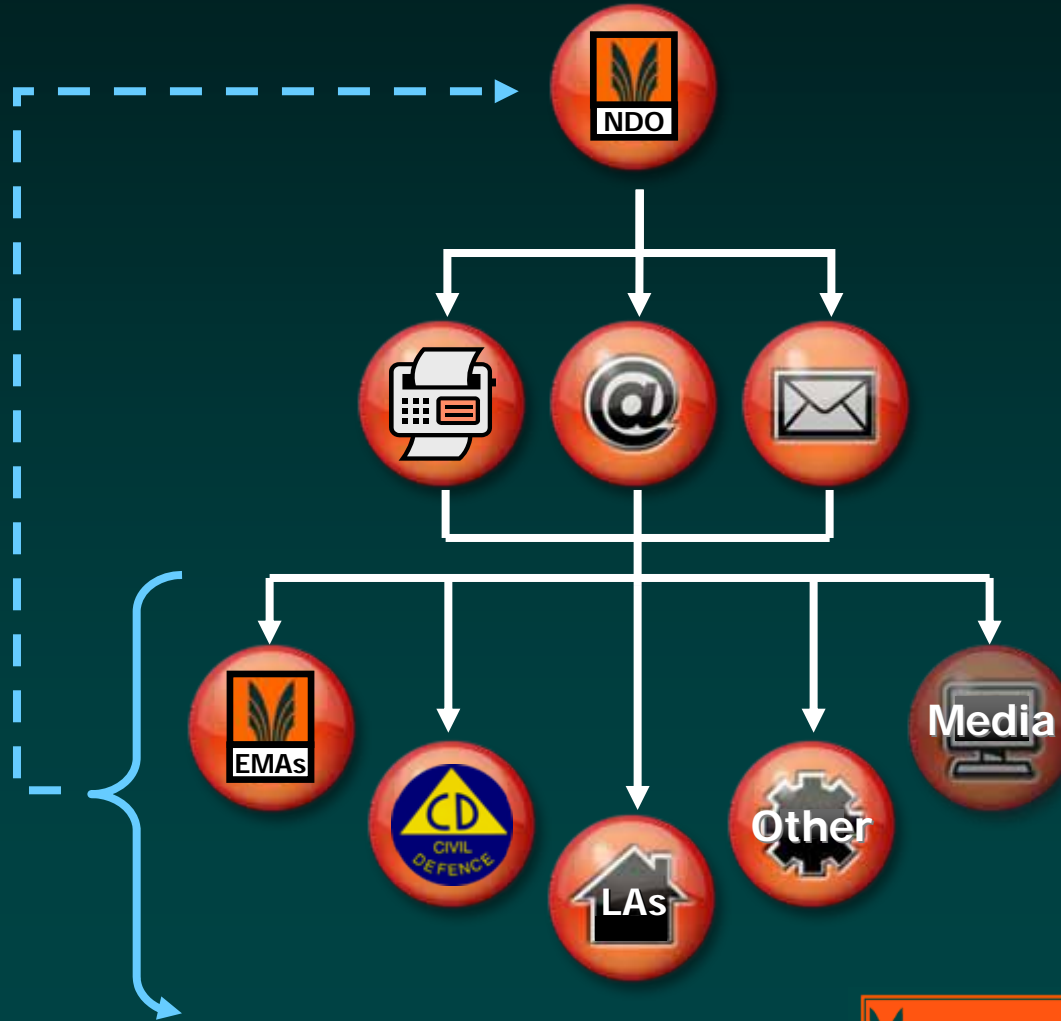 NDO
@
EMAs
CD
CIVIL
DEFENCE
LAs
Other
Media